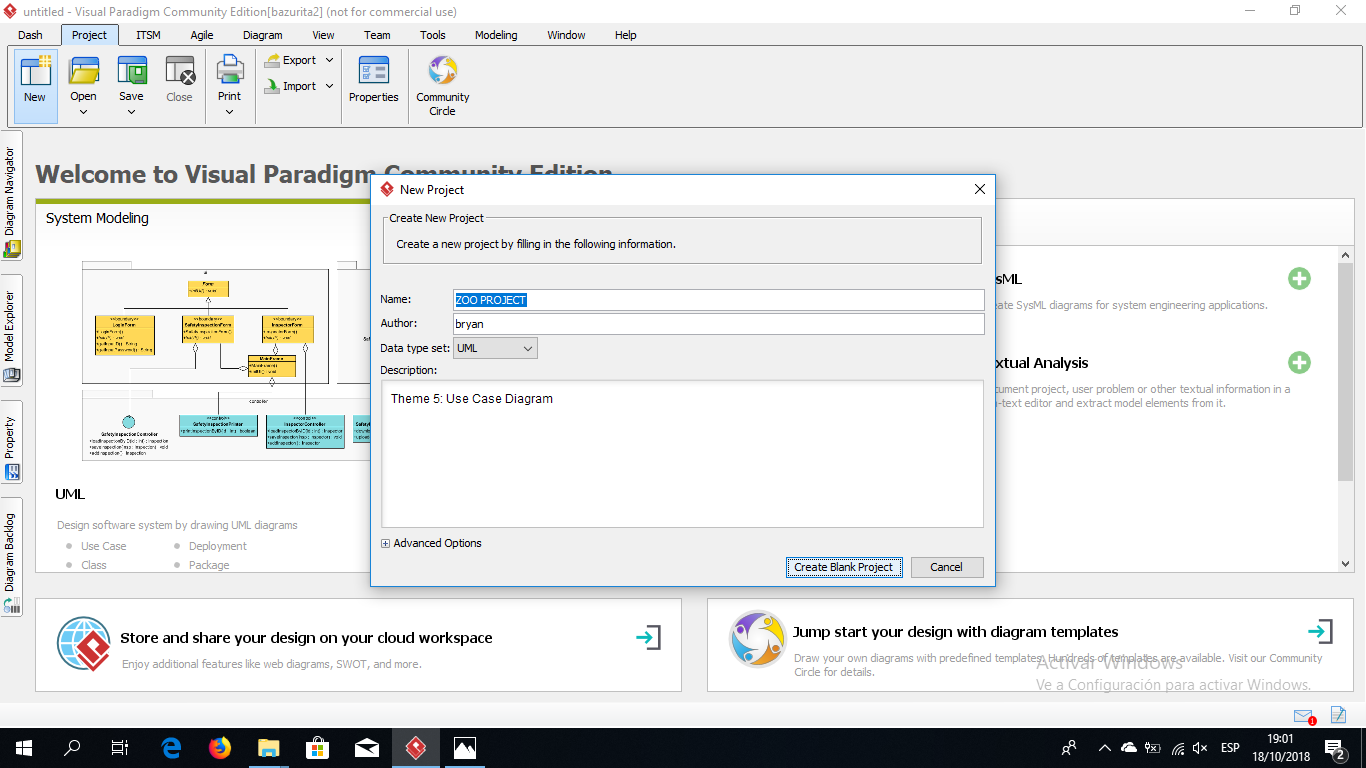 untitled - Visual Paradigm Community Edition[bazurita2] (not for commercial use)
Dash Project ITSM Agile Diagram View Team Tools Modeling Window Help
New Open Save Close Print Export Import Properties Community Circle
Diagram Navigator
Model Explorer
Property
Diagram Backlog
Welcome to Visual Paradigm Community Edition
System Modeling
UML
Design software system by drawing UML diagrams
Use Case Deployment
Class Package
New Project
Create New Project
Create a new project by filling in the following information.
Name: ZOO PROJECT
Author: bryan
Data type set: UML
Description:
Theme 5: Use Case Diagram
Advanced Options
Create Blank Project Cancel
eate SysML diagrams for system engineering applications.
xtual Analysis
cument project, user problem or other textual information in a
-text editor and extract model elements from it.
Store and share your design on your cloud workspace
Enjoy additional features like web diagrams, SWOT, and more.
Jump start your design with diagram templates
Draw your own diagrams with predefined templates. Hundreds of templates are available. Visit our Community
Circle for details.
Activar Windows
Ve a Configuración para activar Windows.
1
ESP
19:01
18/10/2018
2